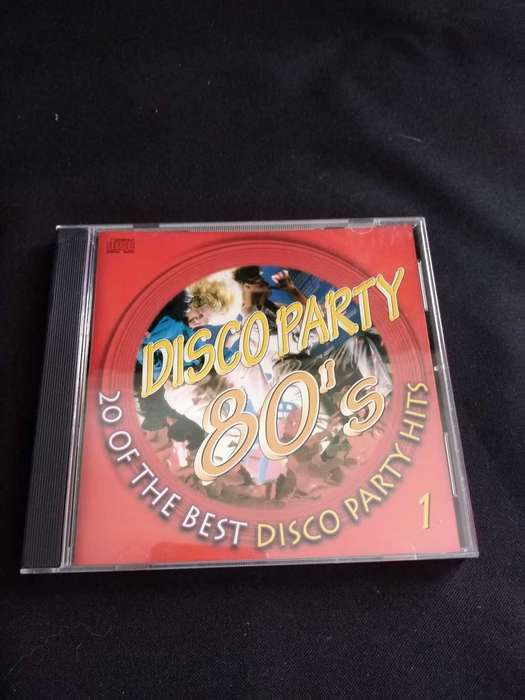 DISCO PARTY
80's
20 OF THE BEST DISCO PARTY HITS
1